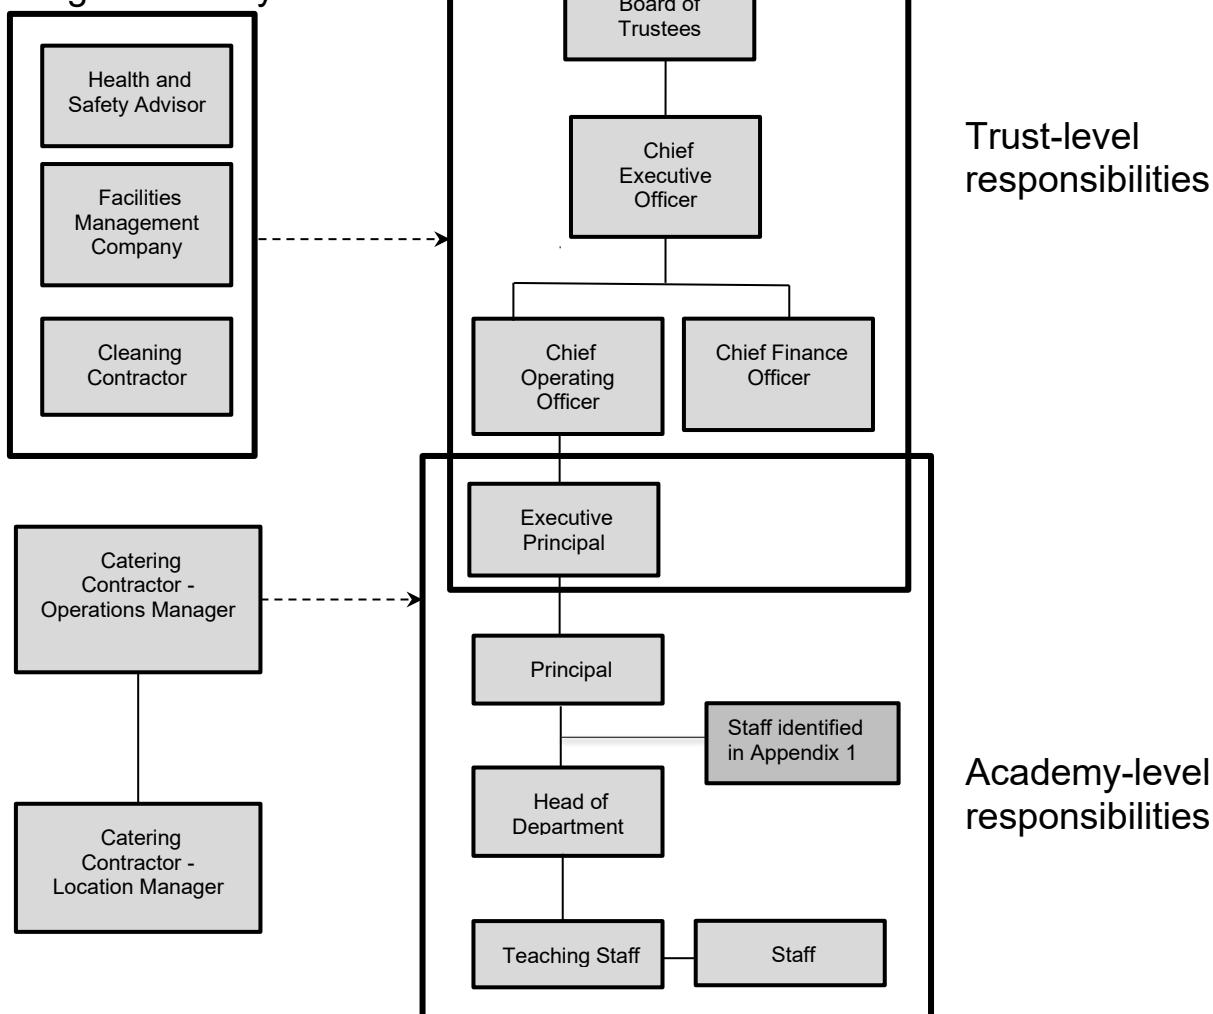 Board of
Trustees
Health and
Safety Advisor
Facilities
Management
Company
Cleaning
Contractor
Chief
Executive
Officer
Trust-level
responsibilities
Chief
Operating
Officer
Chief Finance
Officer
Executive
Principal
Catering
Contractor -
Operations Manager
Principal
Staff identified
in Appendix 1
Head of
Department
Academy-level
responsibilities
Catering
Contractor -
Location Manager
Teaching Staff
Staff